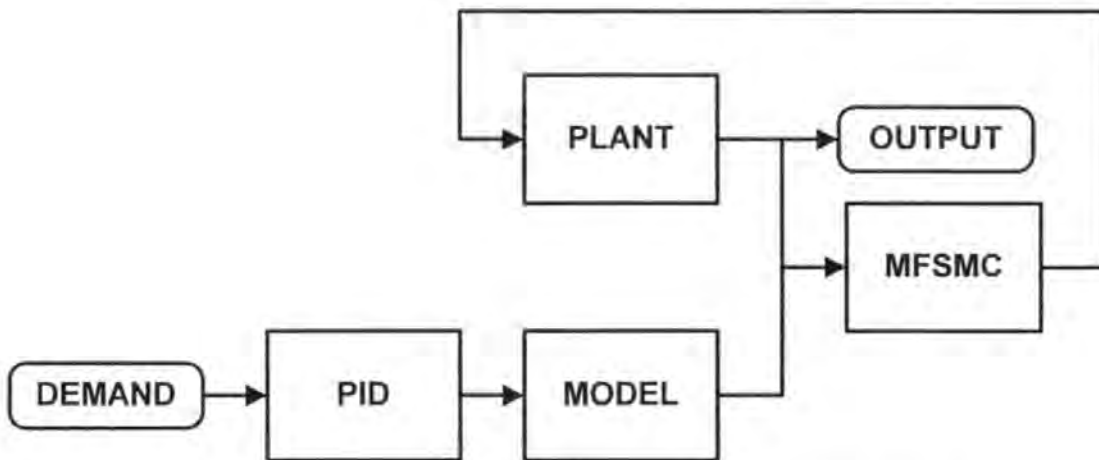 PLANT
OUTPUT
MFSMC
DEMAND
PID
MODEL